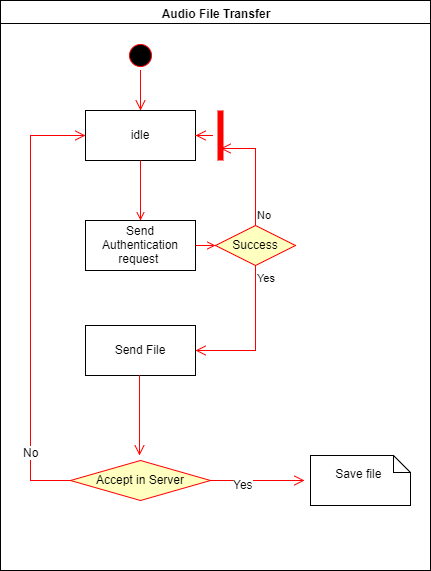 Audio File Transfer
idle
Send
Authentication
request
No
Success
Yes
Send File
No
Accept in Server
Yes
Save file